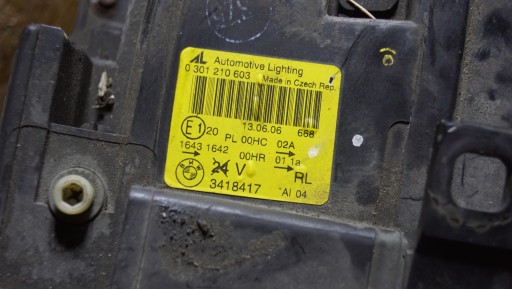 AL Automotive Lighting
0 301 210 603 Made in Czech Rep.
13.06.06 668
E1 20 PL 00HC 02A
1643 1642 00HR 01.1a
24 V RL
3418417 AI 04